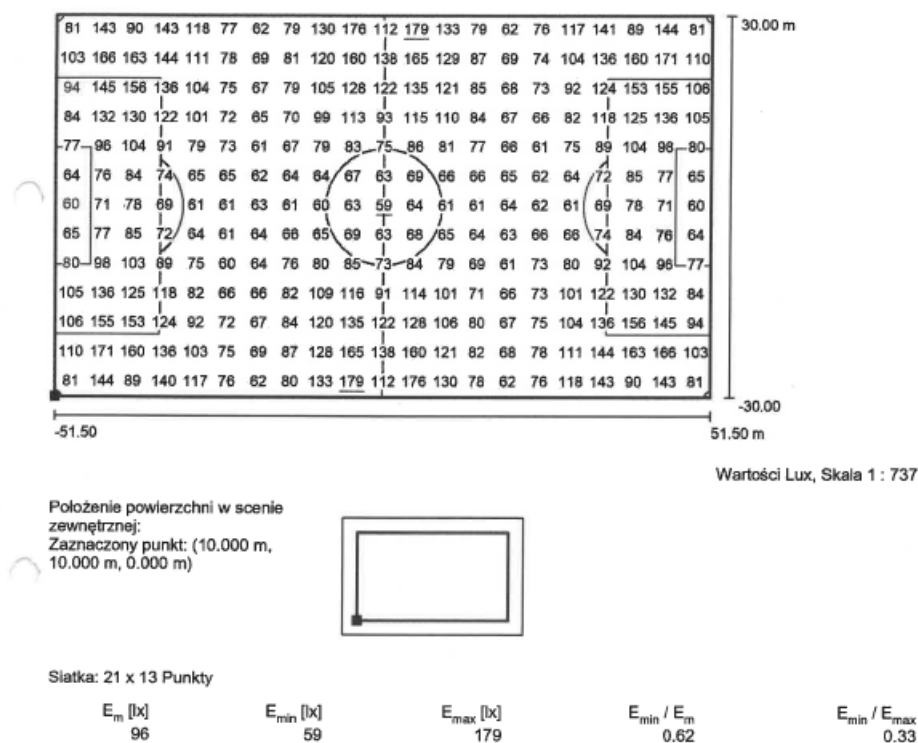 81 143 90 143 118 77 62 79 130 176 112 179 133 79 62 76 117 141 89 144 81
30.00 m
103 166 163 144 111 78 69 81 120 160 138 165 129 87 69 74 104 136 160 171 110
94 145 156 136 104 75 67 79 105 128 122 135 121 85 68 73 92 124 153 155 106
84 132 130 122 101 72 65 70 99 113 93 115 110 84 67 66 82 118 125 136 105
77 96 104 91 79 73 61 67 79 83 75 86 81 77 66 61 75 89 104 98 80
64 76 84 74 65 65 62 64 64 67 63 69 66 66 65 62 64 72 85 77 65
60 71 78 69 61 61 63 61 60 63 59 64 61 61 64 62 61 69 78 71 60
65 77 85 72 64 61 64 66 65 69 63 68 65 64 63 66 66 74 84 76 64
80 98 103 89 75 60 64 76 80 85 73 84 79 69 61 73 80 92 104 96 77
105 136 125 118 82 66 66 82 109 116 91 114 101 71 66 73 101 122 130 132 84
106 155 153 124 92 72 67 84 120 135 122 128 106 80 67 75 104 136 156 145 94
110 171 160 136 103 75 69 87 128 165 138 160 121 82 68 78 111 144 163 166 103
81 144 89 140 117 76 62 80 133 179 112 176 130 78 62 76 118 143 90 143 81
-30.00
-51.50
51.50 m
Wartości Lux, Skala 1 : 737
Położenie powierzchni w scenie
zewnętrznej:
Zaznaczony punkt: (10.000 m,
10.000 m, 0.000 m)
Siatka: 21 x 13 Punkty
Em [lx] Emin [lx] Emax [lx] Emin / Em Emin / Emax
96 59 179 0.62 0.33